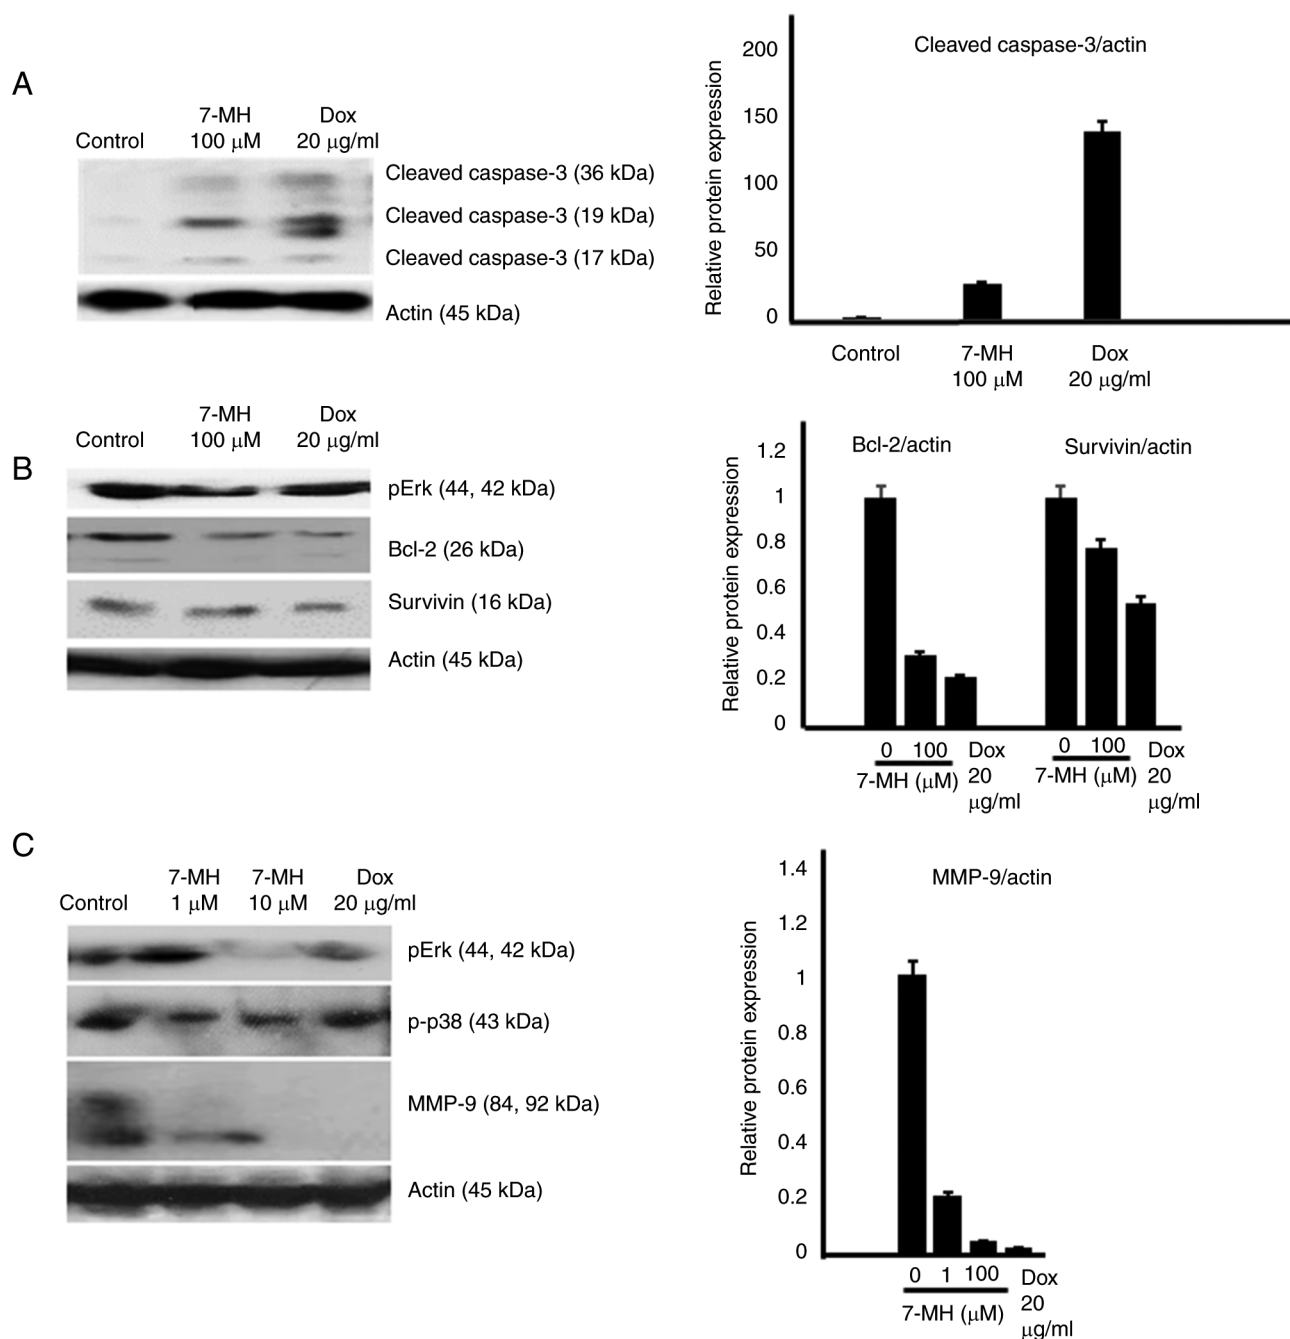 A
Control
7-MH
100 μM
Dox
20 μg/ml
Cleaved caspase-3 (36 kDa)
Cleaved caspase-3 (19 kDa)
Cleaved caspase-3 (17 kDa)
Actin (45 kDa)
Relative protein expression
Cleaved caspase-3/actin
200
150
100
50
0
Control
7-MH
100 μM
Dox
20 μg/ml
B
Control
7-MH
100 μM
Dox
20 μg/ml
pErk (44, 42 kDa)
Bcl-2 (26 kDa)
Survivin (16 kDa)
Actin (45 kDa)
Relative protein expression
Bcl-2/actin
Survivin/actin
1.2
1
0.8
0.6
0.4
0.2
0
0 100
7-MH (μM)
Dox
20
μg/ml
0 100
7-MH (μM)
Dox
20
μg/ml
C
Control
7-MH
1 μM
7-MH
10 μM
Dox
20 μg/ml
pErk (44, 42 kDa)
p-p38 (43 kDa)
MMP-9 (84, 92 kDa)
Actin (45 kDa)
Relative protein expression
MMP-9/actin
1.4
1.2
1
0.8
0.6
0.4
0.2
0
0 1 100
7-MH (μM)
Dox
20
μg/ml